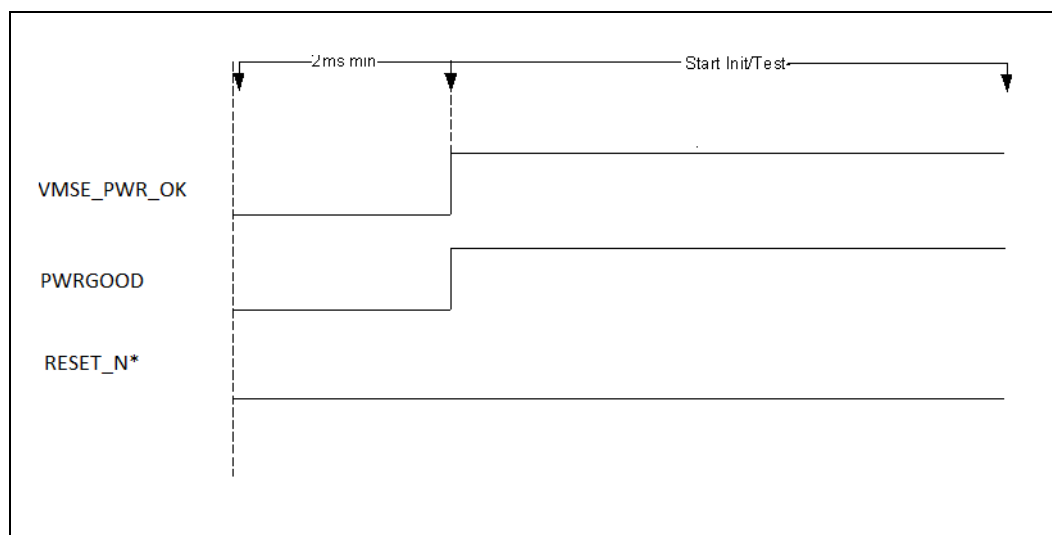 2ms min
Start Init/Test
VMSE_PWR_OK
PWRGOOD
RESET_N*